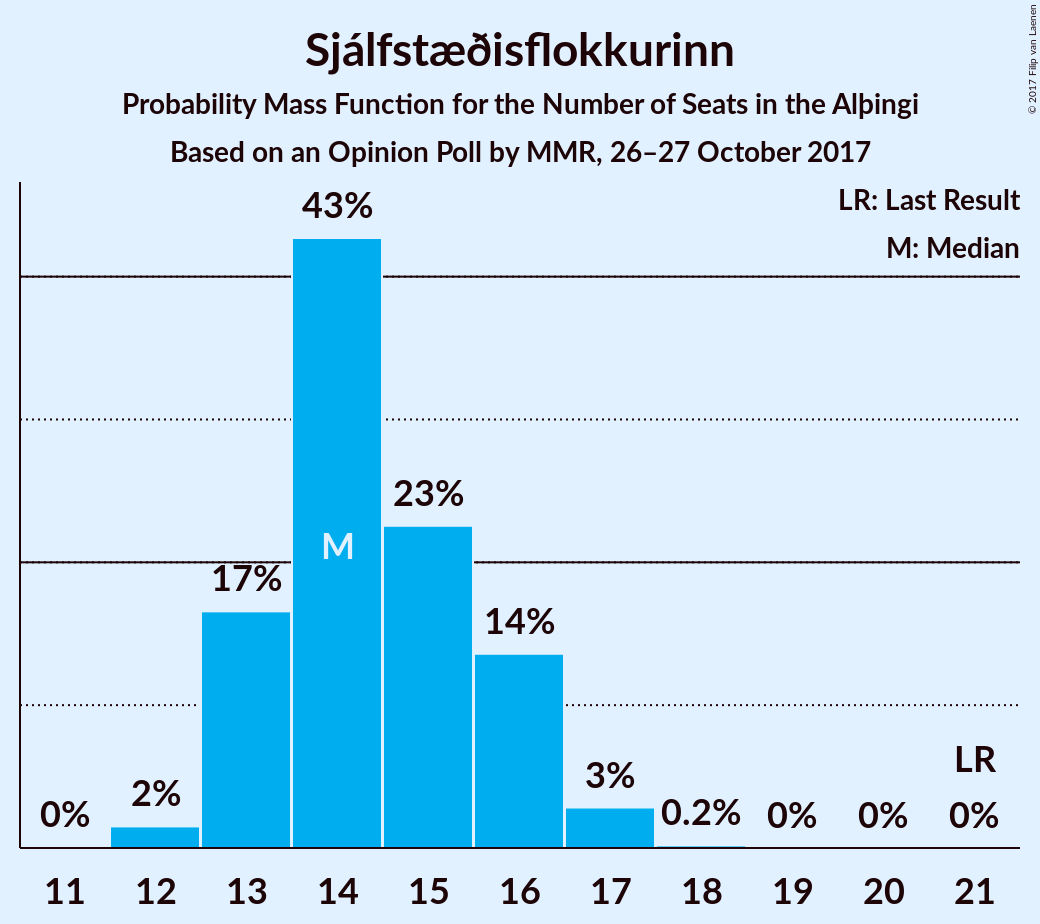 Sjálfstæðisflokkurinn
Probability Mass Function for the Number of Seats in the Alþingi
Based on an Opinion Poll by MMR, 26–27 October 2017
© 2017 Filip van Laenen
LR: Last Result
M: Median
43%
23%
M
17%
14%
LR
3%
2%
0.2%
0%
0%
0%
0%
11 12 13 14 15 16 17 18 19 20 21